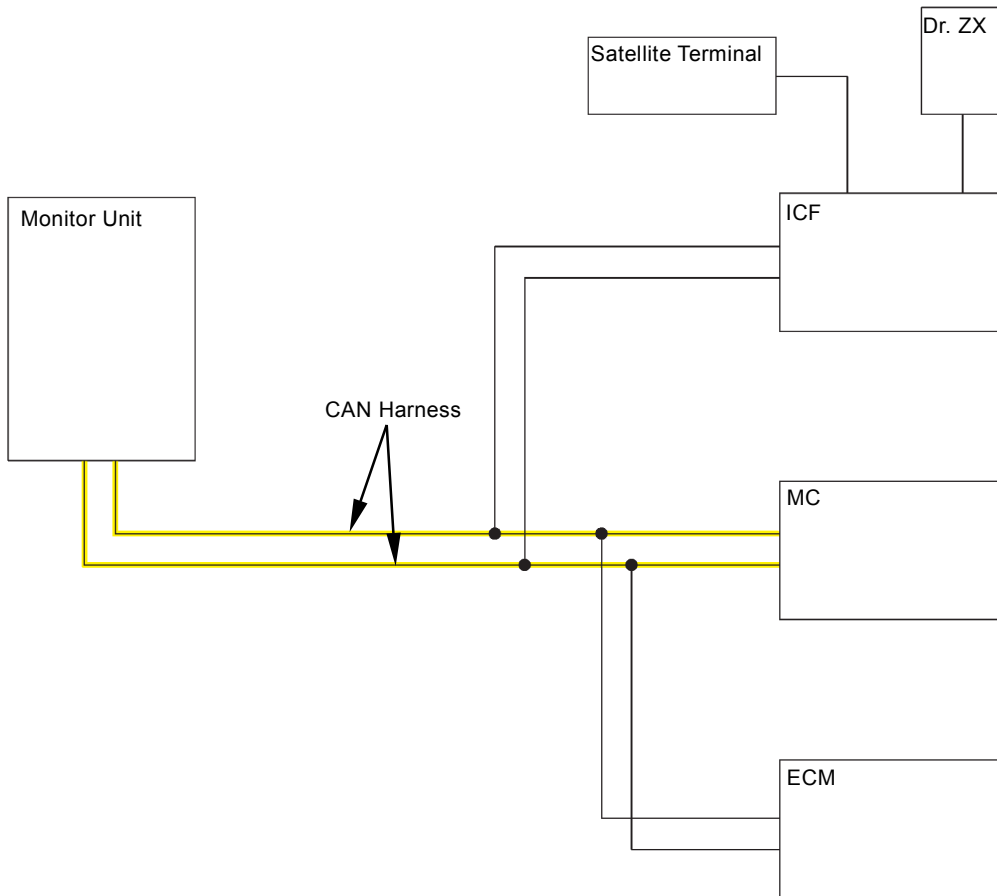 Dr. ZX
Satellite Terminal
ICF
Monitor Unit
CAN Harness
MC
ECM